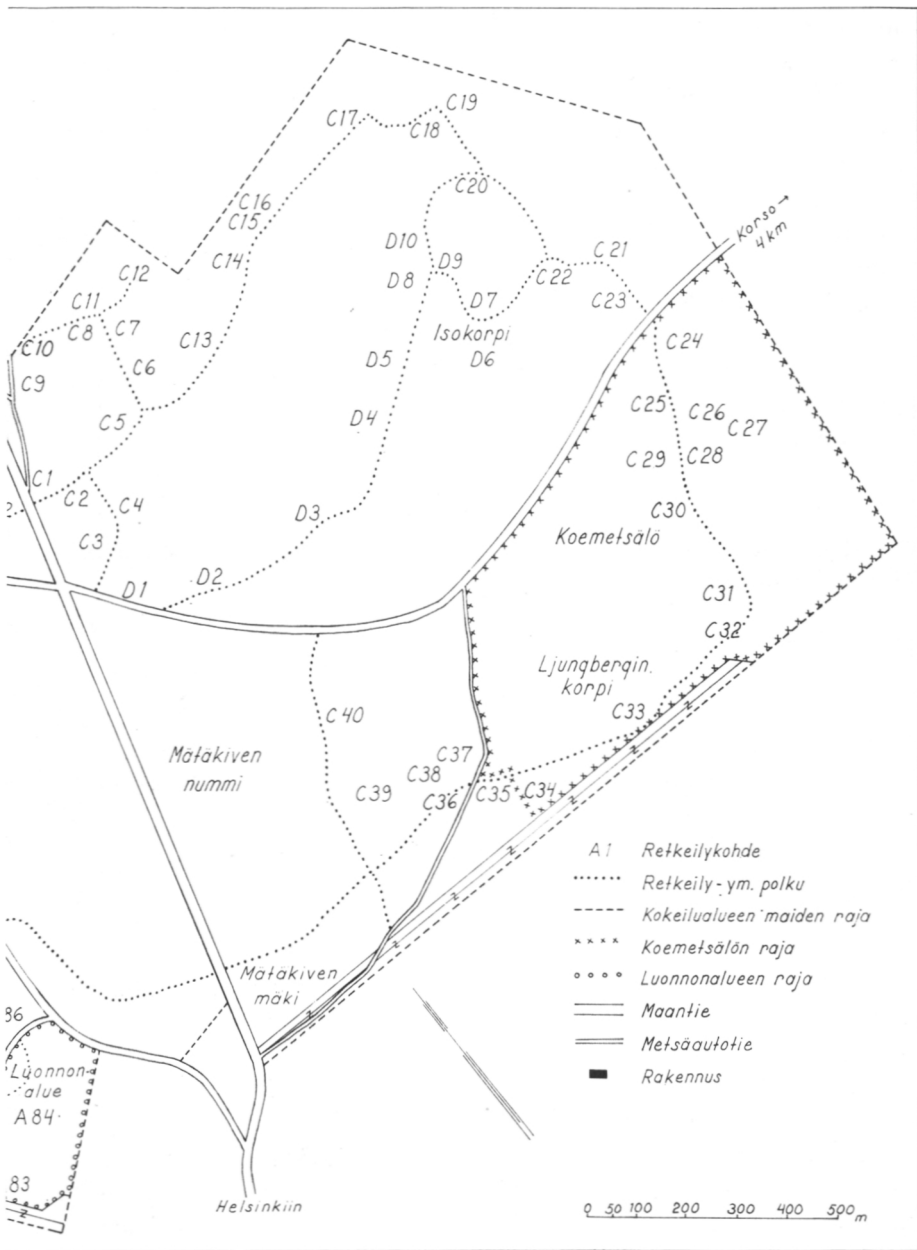 C19
C17
C18
C20
C16
C15
C14
D10
D9
D8
C21
C22
C23
Korso →
4 km
C12
C11
C8
C7
C10
C9
C13
C6
C5
D7
Isokorpi
D6
D5
D4
C24
C25
C26
C27
C28
C29
C30
C1
C2
C4
C3
2
D3
D2
D1
Koemetsälö
C31
C32
Ljungbergin
korpi
C33
C40
Mätäkiven
nummi
C37
C38
C39
C36
C35
C34
A1 Retkeilykohde
Retkeily-ym. polku
Kokeilualueen maiden raja
Koemetsälön raja
Luonnonalueen raja
Maantie
Metsäautotie
Rakennus
Mätäkiven
mäki
86
Luonnon-
alue
A84
83
z
z
z
z
z
z
Helsinkiin
0 50 100 200 300 400 500 m